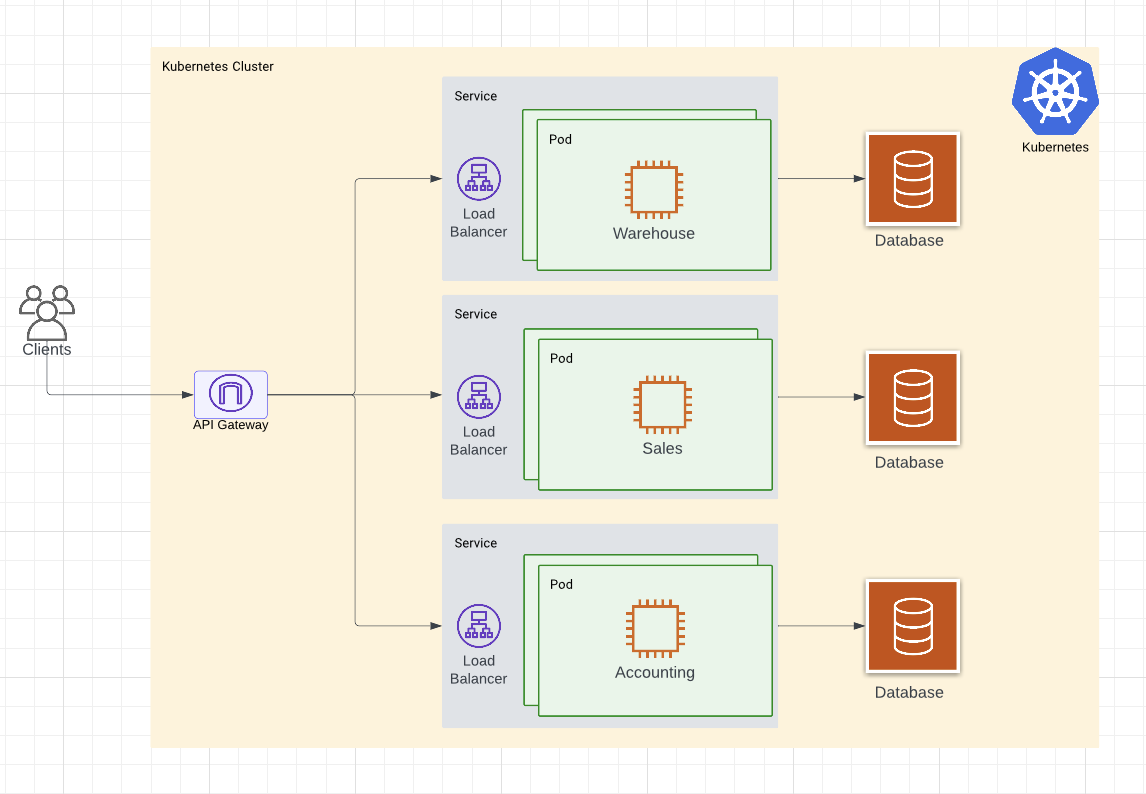 Kubernetes Cluster
Kubernetes
Service
Pod
Load
Balancer
Warehouse
Database
Clients
API Gateway
Service
Pod
Load
Balancer
Sales
Database
Service
Pod
Load
Balancer
Accounting
Database